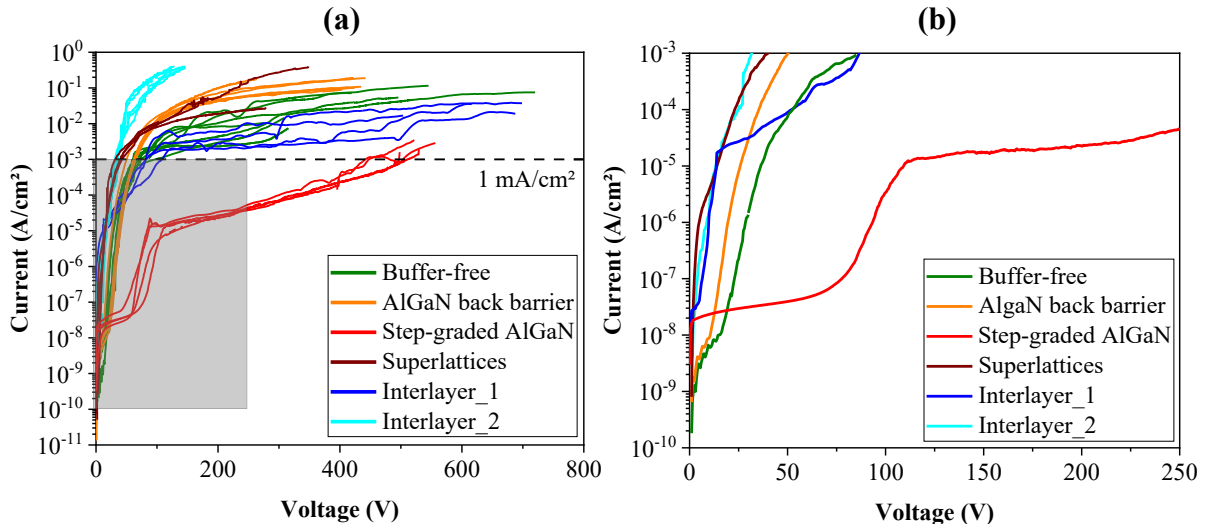 (a)
Current (A/cm²)
10⁰
10⁻¹
10⁻²
10⁻³
10⁻⁴
10⁻⁵
10⁻⁶
10⁻⁷
10⁻⁸
10⁻⁹
10⁻¹⁰
10⁻¹¹
1 mA/cm²
Buffer-free
AlGaN back barrier
Step-graded AlGaN
Superlattices
Interlayer_1
Interlayer_2
0 200 400 600 800
Voltage (V)
(b)
Current (A/cm²)
10⁻³
10⁻⁴
10⁻⁵
10⁻⁶
10⁻⁷
10⁻⁸
10⁻⁹
10⁻¹⁰
Buffer-free
AlgaN back barrier
Step-graded AlGaN
Superlattices
Interlayer_1
Interlayer_2
0 50 100 150 200 250
Voltage (V)